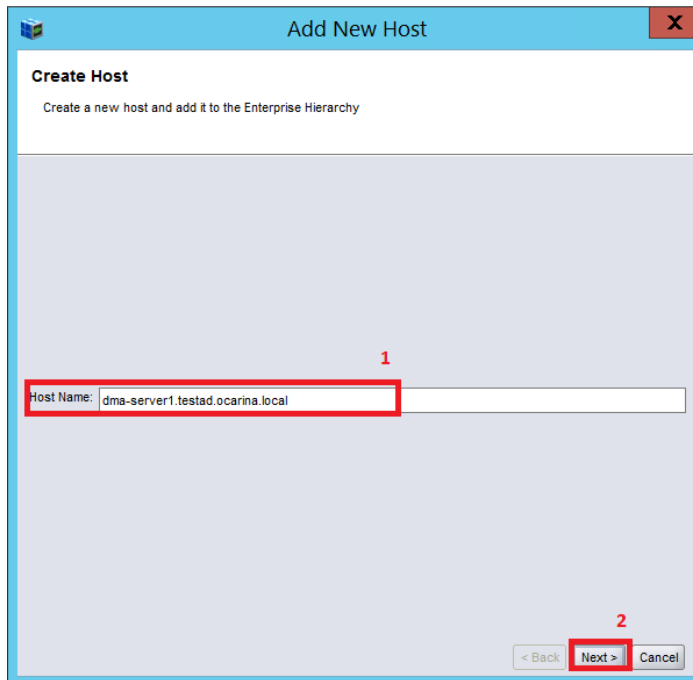 Add New Host
X
Create Host
Create a new host and add it to the Enterprise Hierarchy
1
Host Name: dma-server1.testad.ocarina.local
2
< Back Next > Cancel